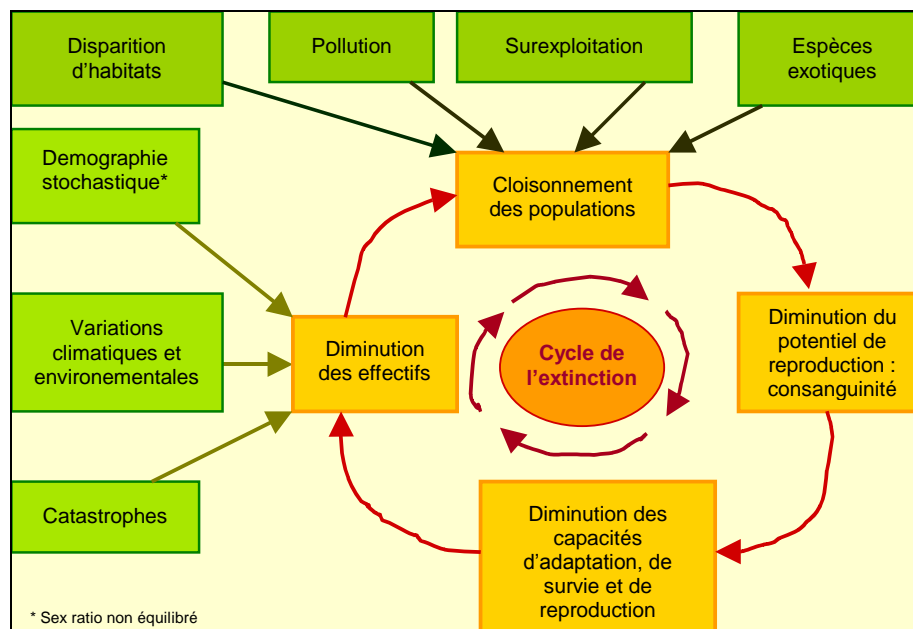 Disparition
d'habitats
Pollution
Surexploitation
Espèces
exotiques
Demographie
stochastique*
Cloisonnement
des populations
Variations
climatiques et
environementales
Diminution
des effectifs
Cycle de
l'extinction
Diminution du
potentiel de
reproduction :
consanguinité
Catastrophes
Diminution des
capacités
d'adaptation, de
survie et de
reproduction
* Sex ratio non équilibré